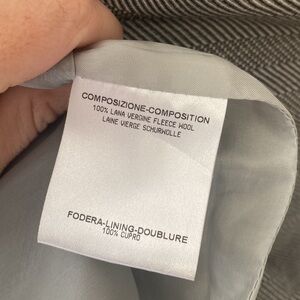 COMPOSIZIONE-COMPOSITION
100% LANA VERGINE FLEECE WOOL
LAINE VIERGE SCHURWOLLE
FODERA-LINING-DOUBLURE
100% CUPRO